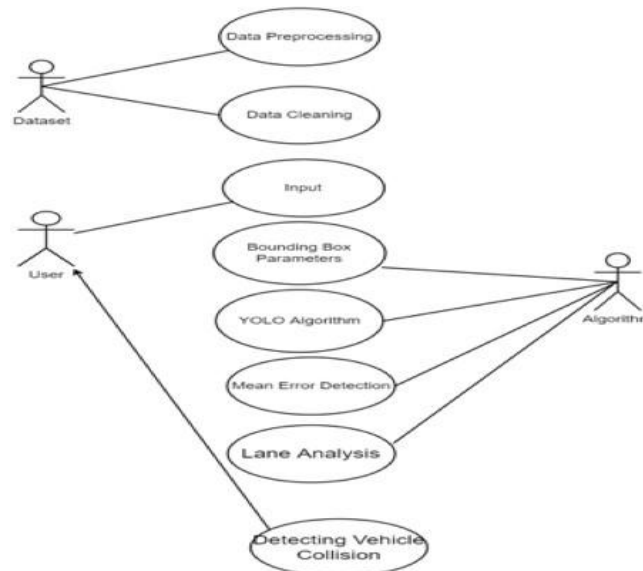 Data Preprocessing
Dataset
Data Cleaning
Input
User
Bounding Box
Parameters
YOLO Algorithm
Algorithm
Mean Error Detection
Lane Analysis
Detecting Vehicle
Collision